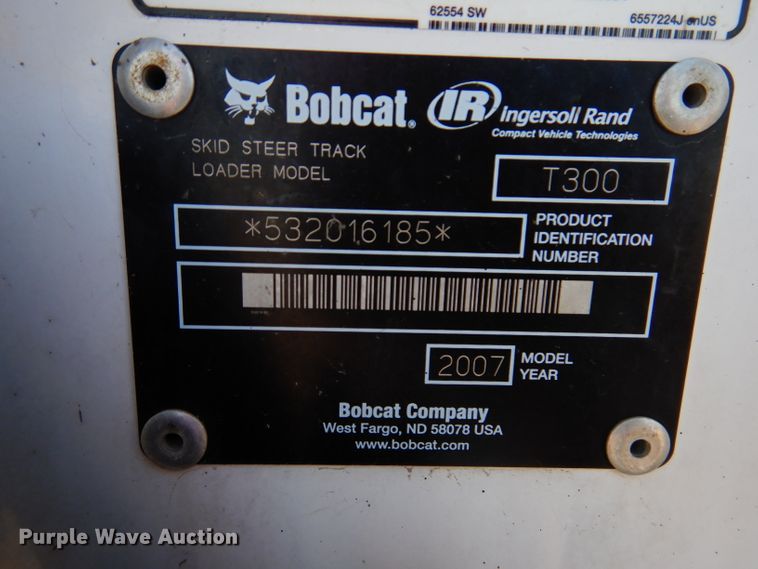 62554 SW 6557224J enUS
Bobcat® IR Ingersoll Rand
Compact Vehicle Technologies
SKID STEER TRACK
LOADER MODEL
T300
*532016185*
PRODUCT
IDENTIFICATION
NUMBER
2007
MODEL
YEAR
Bobcat Company
West Fargo, ND 58078 USA
www.bobcat.com
Purple Wave Auction